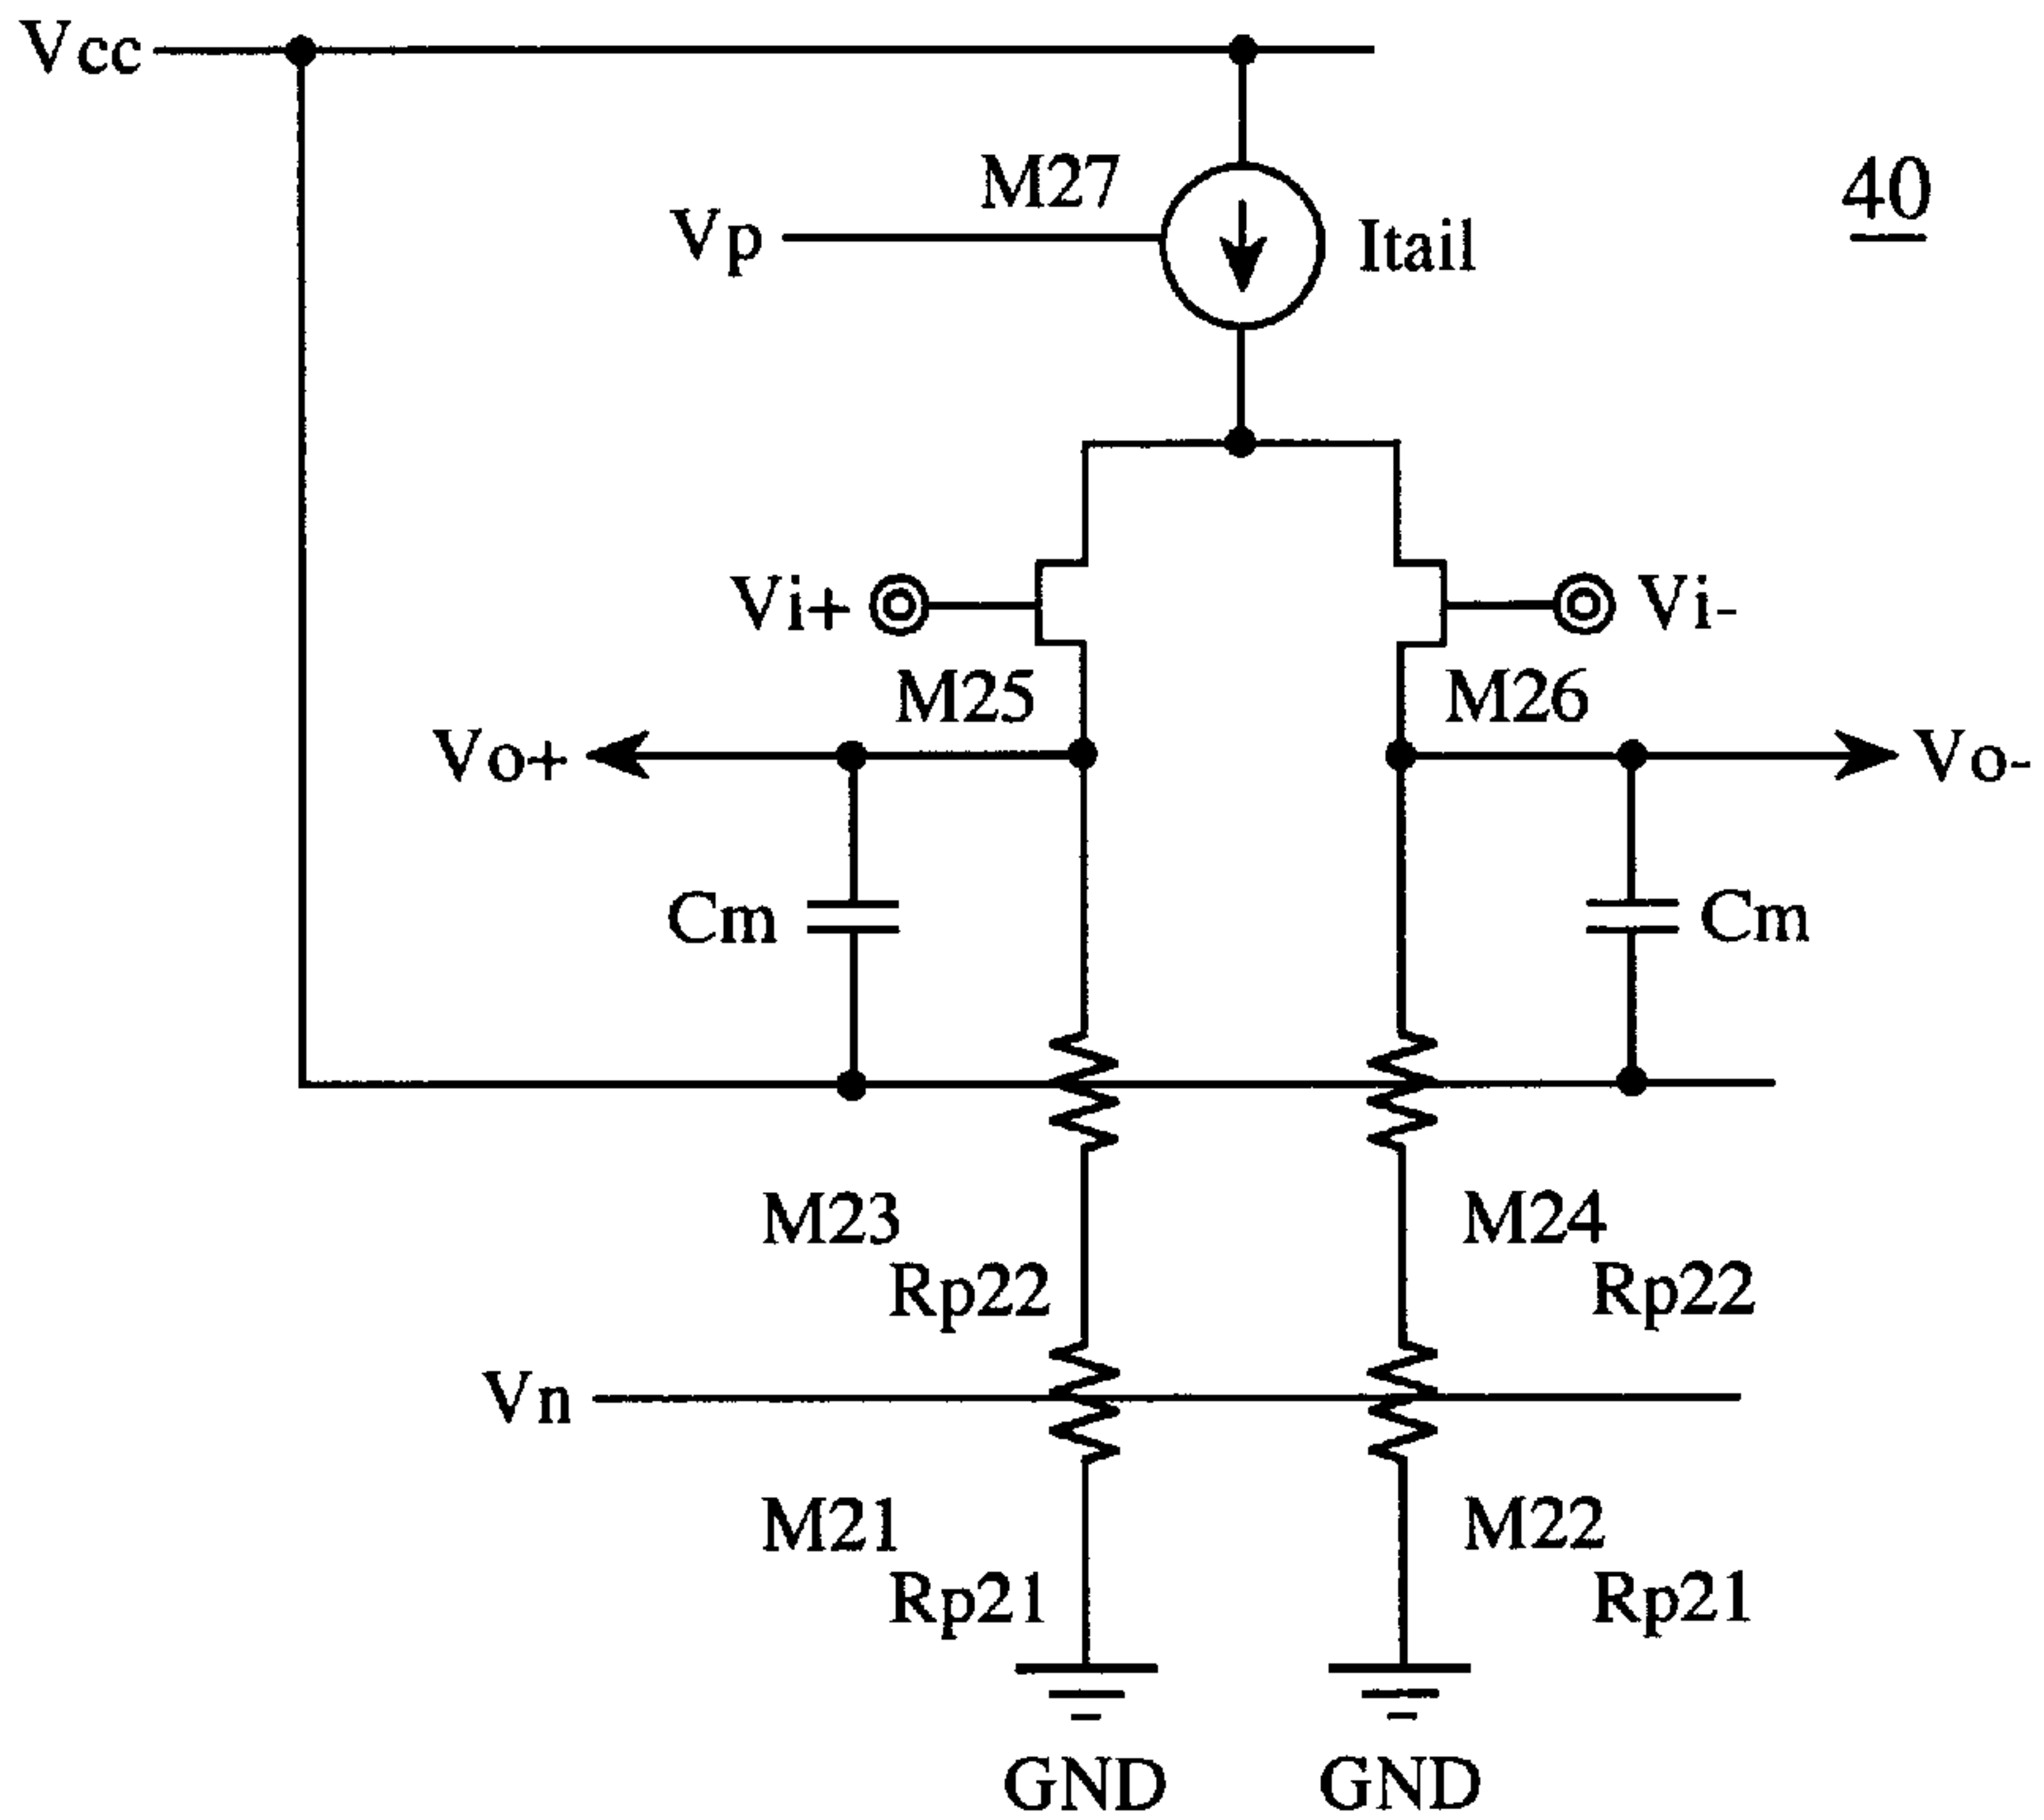 Vcc
M27
40
Vp
Itail
Vi+
Vi-
M25
M26
Vo+
Vo-
Cm
Cm
M23
M24
Rp22
Rp22
Vn
M21
M22
Rp21
Rp21
GND
GND